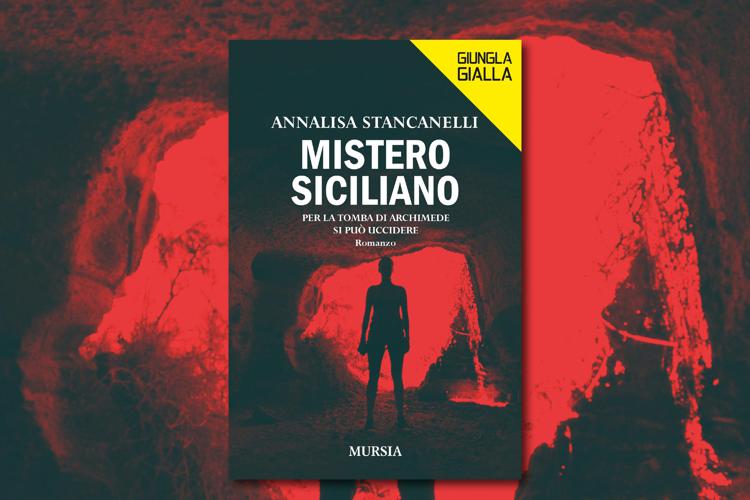 GIUNGLA
GIALLA
ANNALISA STANCANELLI
MISTERO
SICILIANO
PER LA TOMBA DI ARCHIMEDE
SI PUÒ UCCIDERE
Romanzo
MURSIA